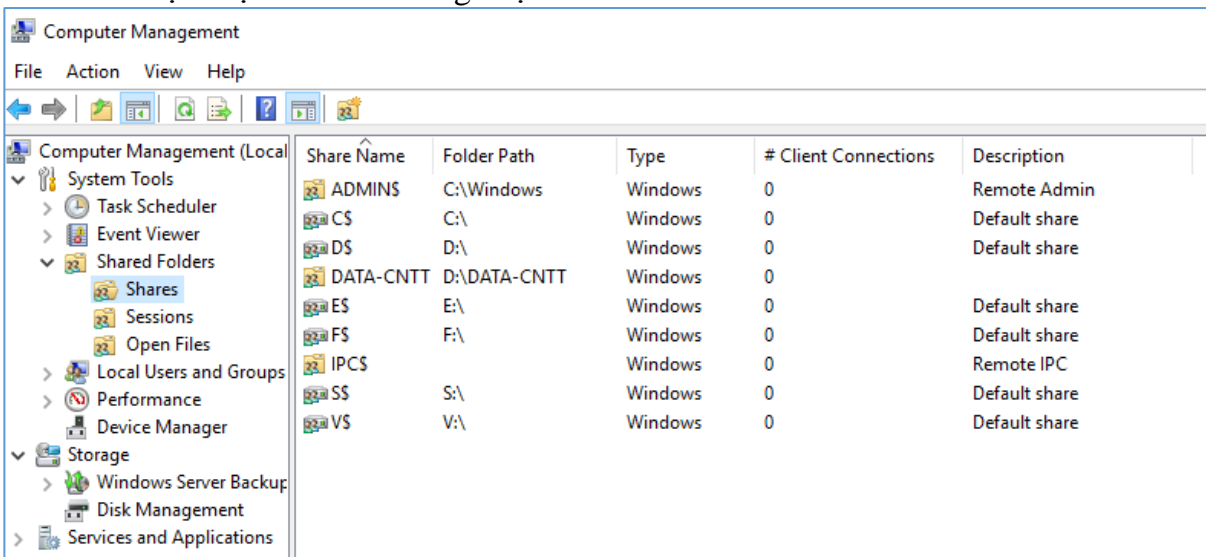 Computer Management
File Action View Help
Computer Management (Local
System Tools
Task Scheduler
Event Viewer
Shared Folders
Shares
Sessions
Open Files
Local Users and Groups
Performance
Device Manager
Storage
Windows Server Backup
Disk Management
Services and Applications
Share Name Folder Path Type # Client Connections Description
ADMIN$ C:\Windows Windows 0 Remote Admin
C$ C:\ Windows 0 Default share
D$ D:\ Windows 0 Default share
DATA-CNTT D:\DATA-CNTT Windows 0
E$ E:\ Windows 0 Default share
F$ F:\ Windows 0 Default share
IPC$ Windows 0 Remote IPC
S$ S:\ Windows 0 Default share
V$ V:\ Windows 0 Default share